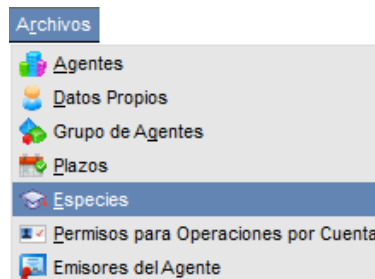 Archivos
Agentes
Datos Propios
Grupo de Agentes
Plazos
Especies
Permisos para Operaciones por Cuenta
Emisores del Agente